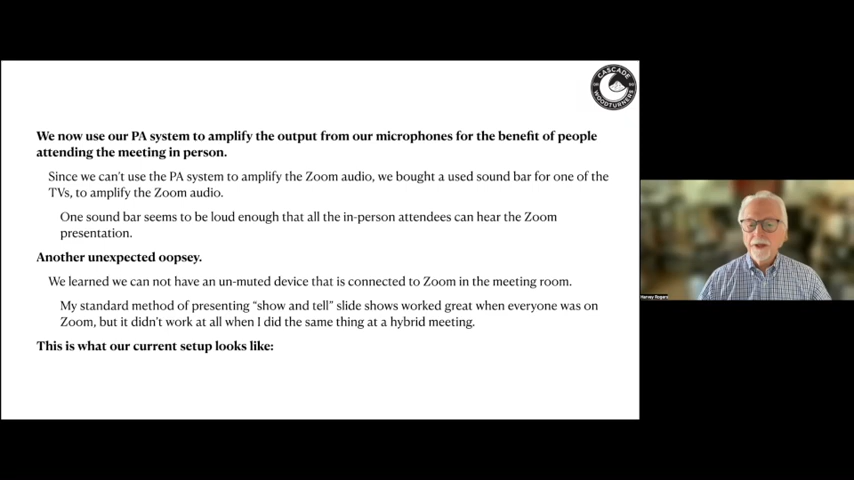 CASCADE
WOODTURNERS
We now use our PA system to amplify the output from our microphones for the benefit of people
attending the meeting in person.
Since we can't use the PA system to amplify the Zoom audio, we bought a used sound bar for one of the
TVs, to amplify the Zoom audio.
One sound bar seems to be loud enough that all the in-person attendees can hear the Zoom
presentation.
Another unexpected oopsey.
We learned we can not have an un-muted device that is connected to Zoom in the meeting room.
My standard method of presenting “show and tell” slide shows worked great when everyone was on
Zoom, but it didn't work at all when I did the same thing at a hybrid meeting.
This is what our current setup looks like:
Harvey Rogers